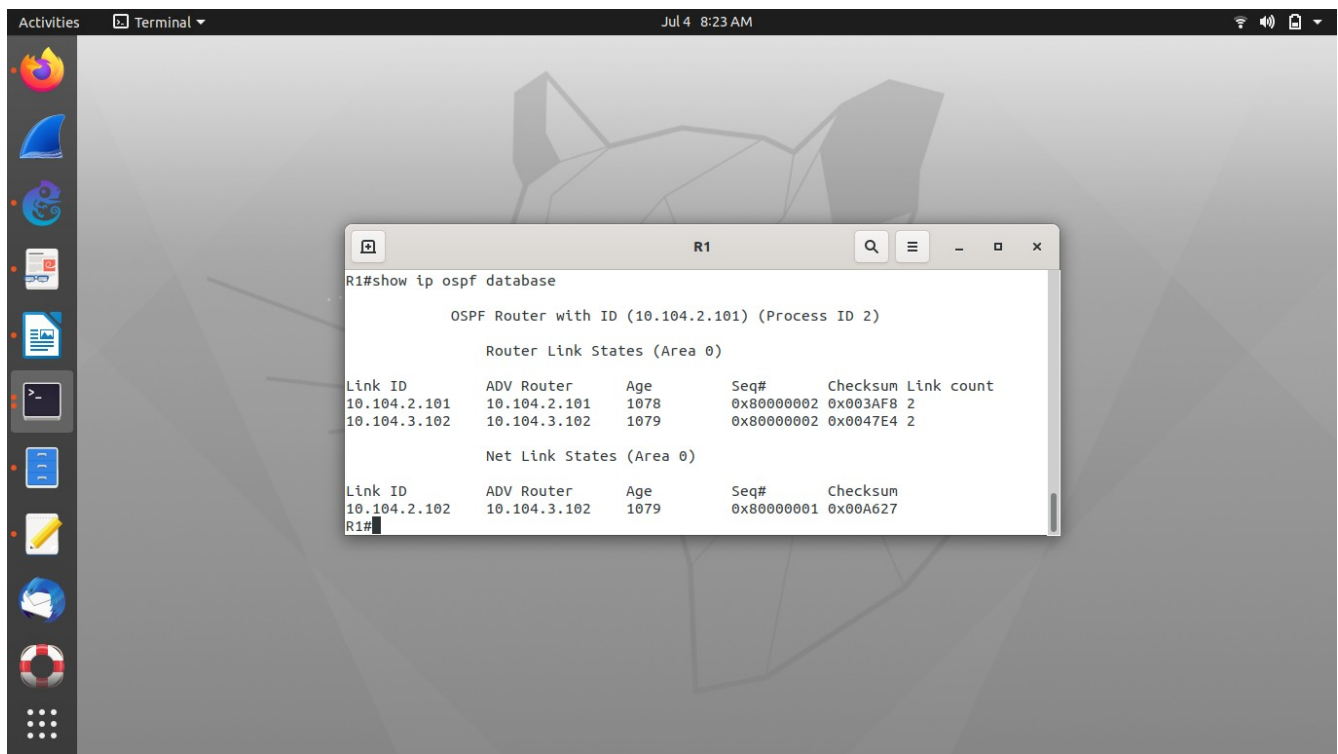 Activities Terminal Jul 4 8:23 AM
R1
R1#show ip ospf database
OSPF Router with ID (10.104.2.101) (Process ID 2)
Router Link States (Area 0)
Link ID ADV Router Age Seq# Checksum Link count
10.104.2.101 10.104.2.101 1078 0x80000002 0x003AF8 2
10.104.3.102 10.104.3.102 1079 0x80000002 0x0047E4 2
Net Link States (Area 0)
Link ID ADV Router Age Seq# Checksum
10.104.2.102 10.104.3.102 1079 0x80000001 0x00A627
R1#